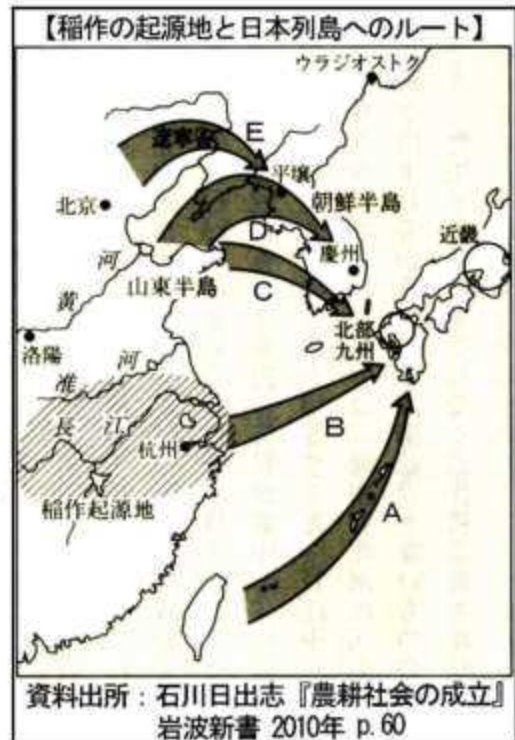 【稲作の起源地と日本列島へのルート】
ウラジオストク
E
遼寧省
平壌
北京
朝鮮半島
D
慶州
近畿
C
山東半島
黄河
北部
九州
洛陽
淮河
B
長江
杭州
稲作起源地
A
資料出所:石川日出志『農耕社会の成立』
岩波新書 2010年 p.60